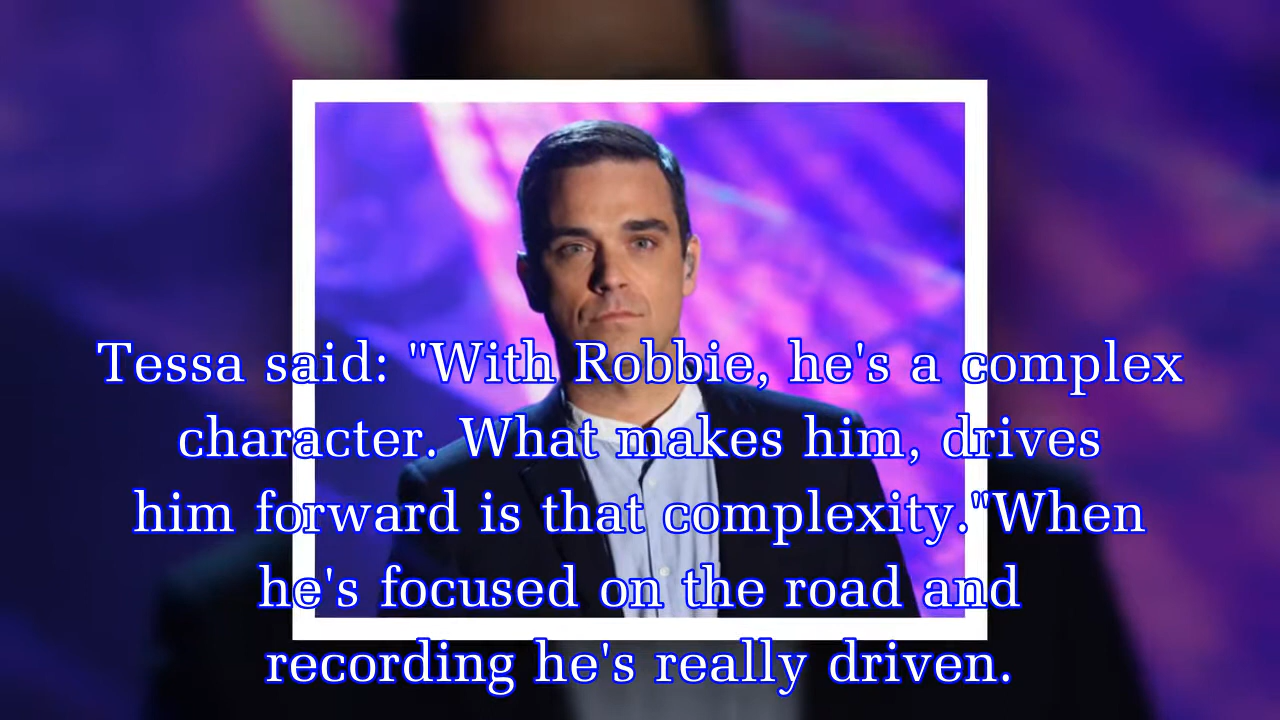 Tessa said: "With Robbie, he's a complex
character. What makes him, drives
him forward is that complexity."When
he's focused on the road and
recording he's really driven.